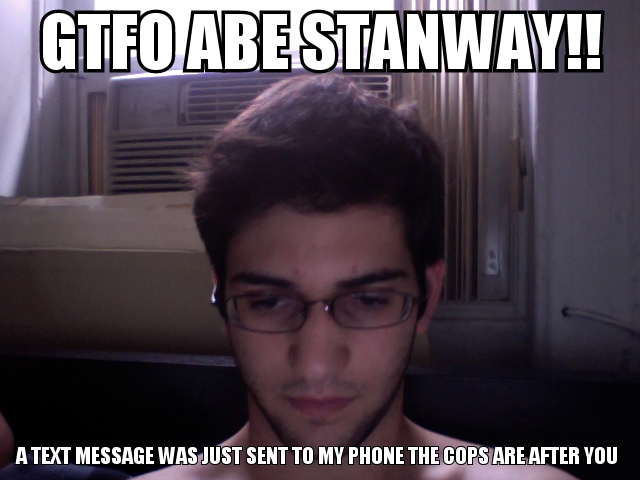 GTFO ABE STANWAY!!
A TEXT MESSAGE WAS JUST SENT TO MY PHONE THE COPS ARE AFTER YOU